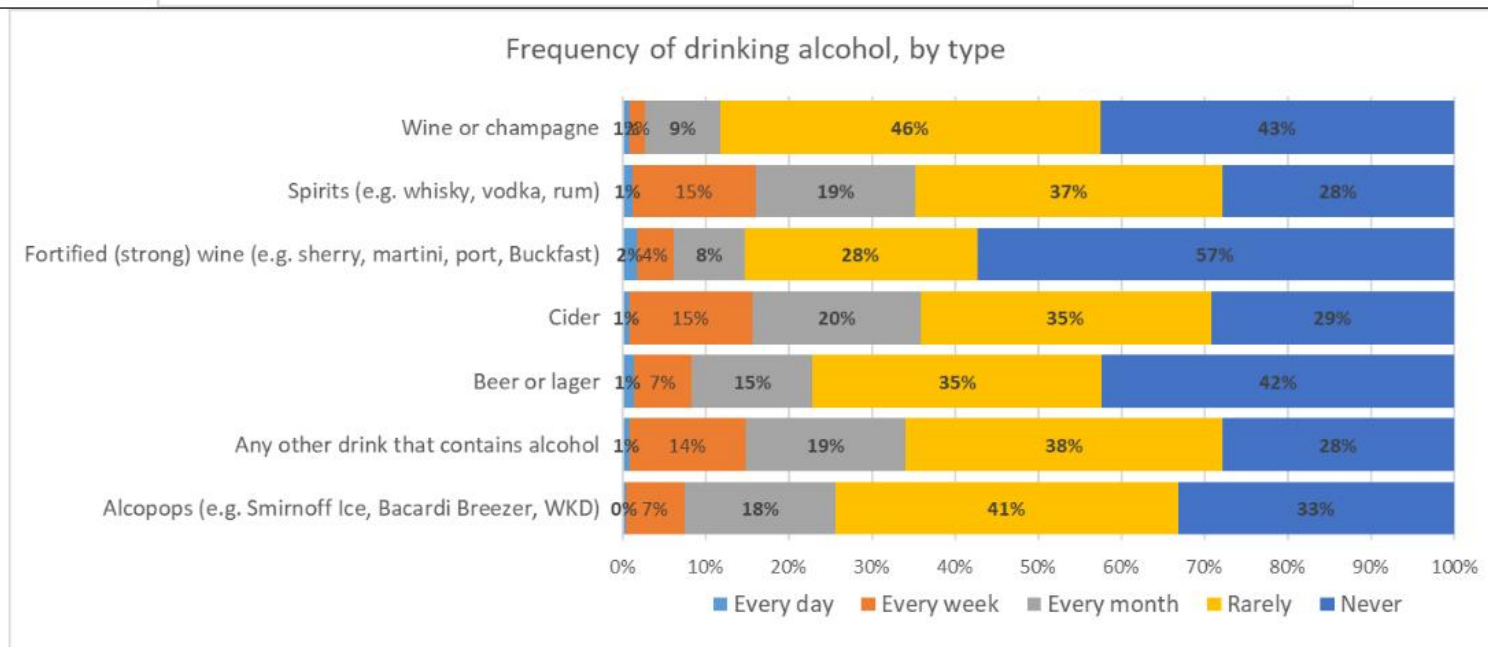 Frequency of drinking alcohol, by type
Wine or champagne 1% 2% 9% 46% 43%
Spirits (e.g. whisky, vodka, rum) 1% 15% 19% 37% 28%
Fortified (strong) wine (e.g. sherry, martini, port, Buckfast) 2% 4% 8% 28% 57%
Cider 1% 15% 20% 35% 29%
Beer or lager 1% 7% 15% 35% 42%
Any other drink that contains alcohol 1% 14% 19% 38% 28%
Alcopops (e.g. Smirnoff Ice, Bacardi Breezer, WKD) 0% 7% 18% 41% 33%
0% 10% 20% 30% 40% 50% 60% 70% 80% 90% 100%
Every day Every week Every month Rarely Never